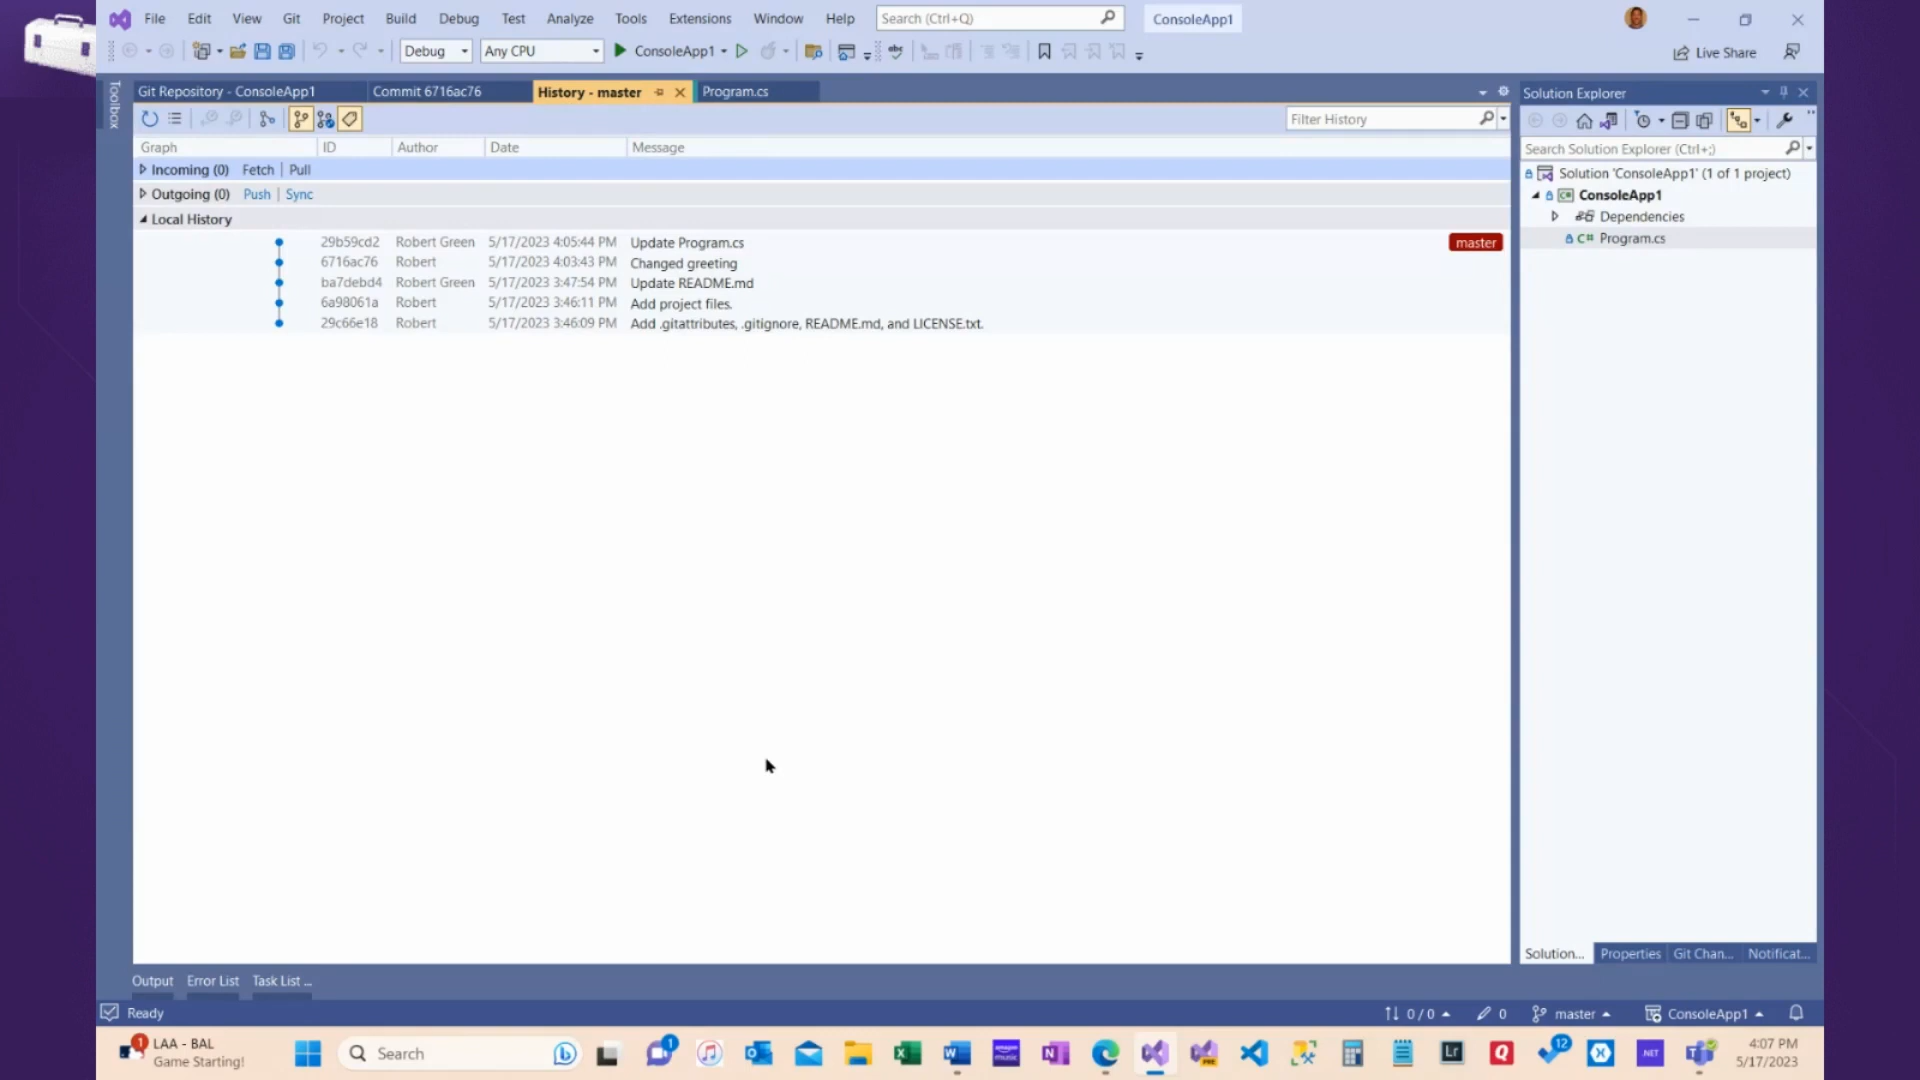 File Edit View Git Project Build Debug Test Analyze Tools Extensions Window Help Search (Ctrl+Q) ConsoleApp1
Debug Any CPU ConsoleApp1 Live Share
Toolbox
Git Repository - ConsoleApp1 Commit 6716ac76 History - master Program.cs
Filter History
Graph ID Author Date Message
Incoming (0) Fetch | Pull
Outgoing (0) Push | Sync
Local History
29b59cd2 Robert Green 5/17/2023 4:05:44 PM Update Program.cs master
6716ac76 Robert 5/17/2023 4:03:43 PM Changed greeting
ba7debd4 Robert Green 5/17/2023 3:47:54 PM Update README.md
6a98061a Robert 5/17/2023 3:46:11 PM Add project files.
29c66e18 Robert 5/17/2023 3:46:09 PM Add .gitattributes, .gitignore, README.md, and LICENSE.txt.
Solution Explorer
Search Solution Explorer (Ctrl+;)
Solution 'ConsoleApp1' (1 of 1 project)
C# ConsoleApp1
Dependencies
C# Program.cs
Solution... Properties Git Chan... Notificat...
Output Error List Task List ...
Ready 0 / 0 0 master ConsoleApp1
1 LAA - BAL
Game Starting!
Search
1
amazon music
PRE
Lr
Q
12
.NET
4:07 PM
5/17/2023